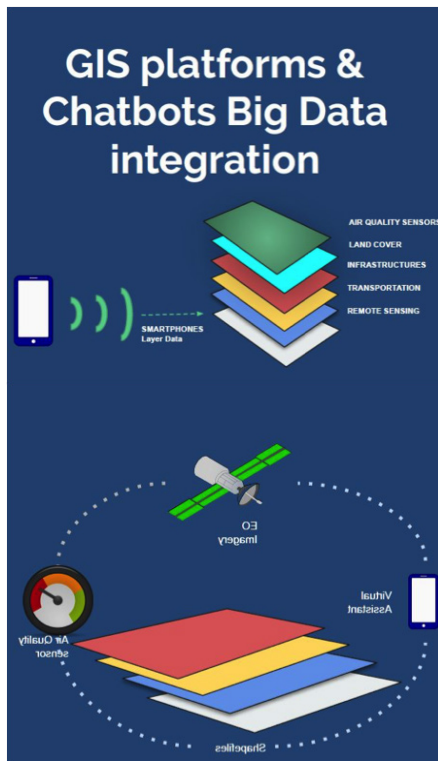 GIS platforms &
Chatbots Big Data
integration
AIR QUALITY SENSORS
LAND COVER
INFRASTRUCTURES
TRANSPORTATION
REMOTE SENSING
SMARTPHONES
Layer Data
EO
Imagery
Virtual
Assistant
Air Quality
sensor
Shapefiles